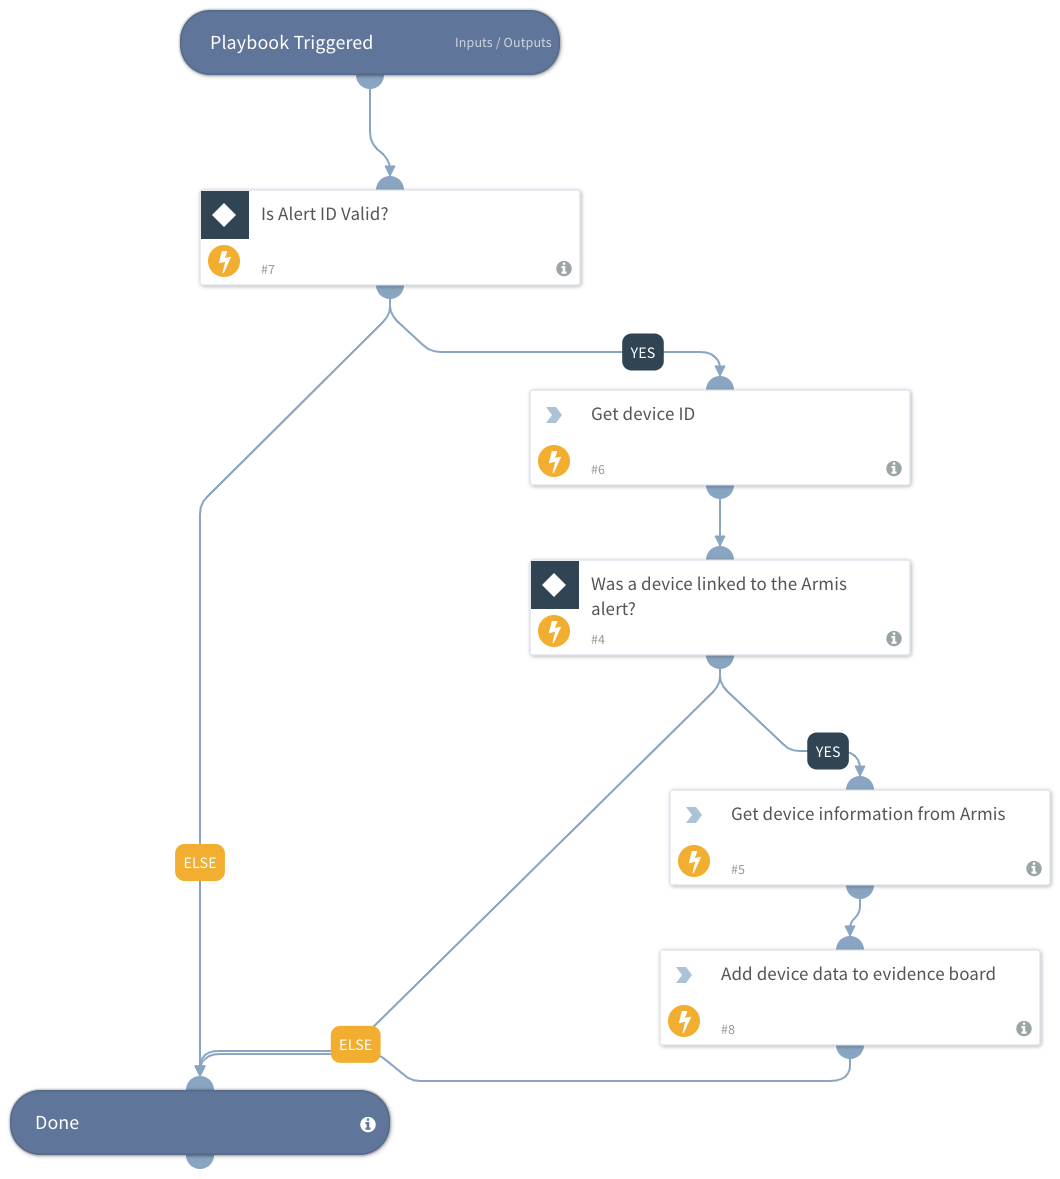 Playbook Triggered Inputs / Outputs
Is Alert ID Valid?
#7
YES
Get device ID
#6
Was a device linked to the Armis
alert?
#4
YES
Get device information from Armis
#5
ELSE
Add device data to evidence board
#8
ELSE
Done